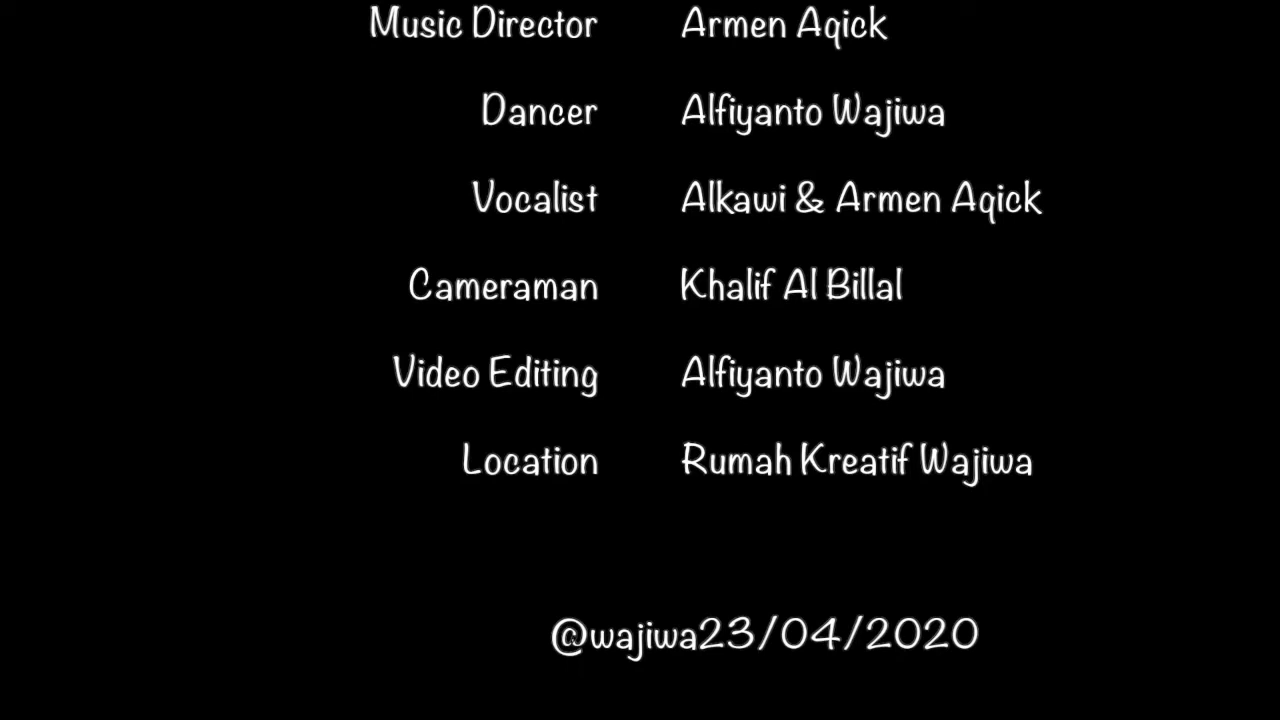 Music Director Armen Aqick
Dancer Alfiyanto Wajiwa
Vocalist Alkawi & Armen Aqick
Cameraman Khalif Al Billal
Video Editing Alfiyanto Wajiwa
Location Rumah Kreatif Wajiwa
@wajiwa23/04/2020